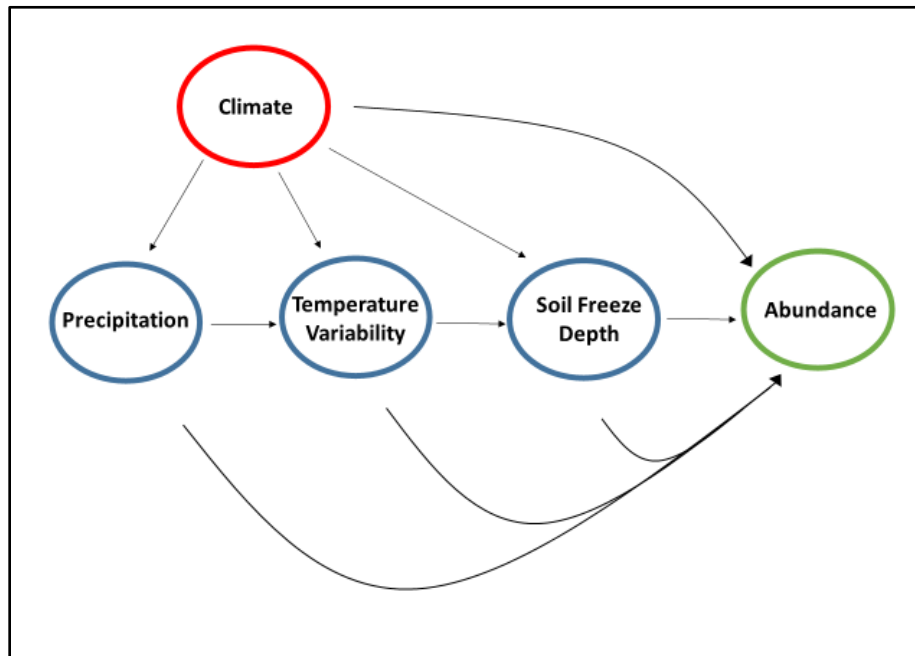 Climate
Precipitation
Temperature
Variability
Soil Freeze
Depth
Abundance